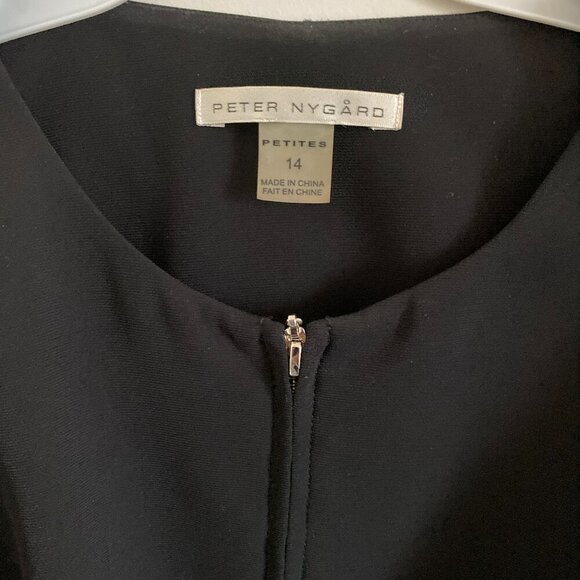 PETER NYGÅRD
PETITES
14
MADE IN CHINA
FAIT EN CHINE